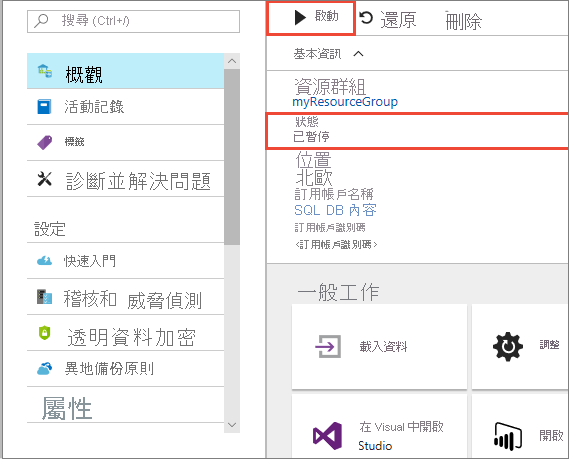 搜尋 (Ctrl+/)
概觀
活動記錄
標籤
診斷並解決問題
設定
快速入門
稽核和 威脅偵測
透明資料加密
異地備份原則
屬性
啟動 還原 刪除
基本資訊
資源群組
myResourceGroup
狀態
已暫停
位置
北歐
訂用帳戶名稱
SQL DB 內容
訂用帳戶識別碼
<訂用帳戶識別碼>
一般工作
載入資料
調整
在 Visual 中開啟
Studio
開啟